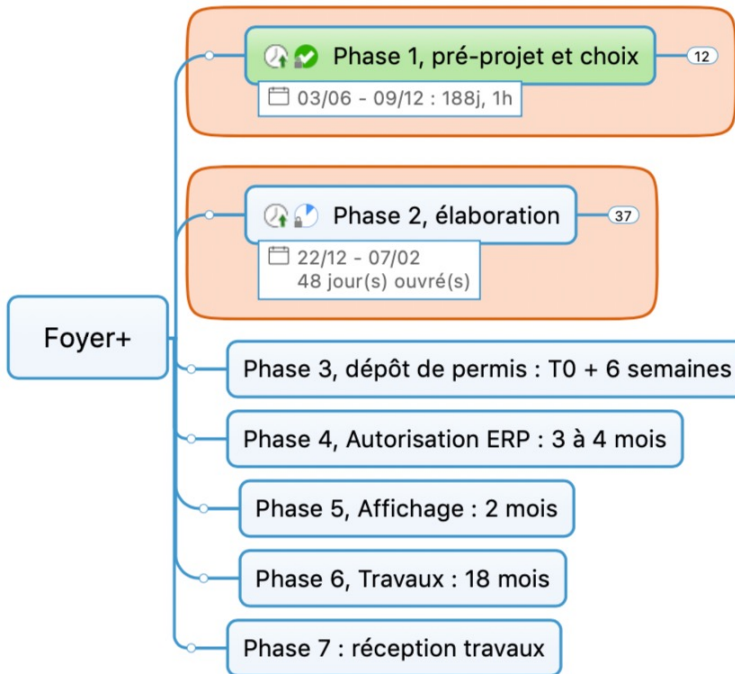 Phase 1, pré-projet et choix
12
03/06 - 09/12 : 188j, 1h
Phase 2, élaboration
37
22/12 - 07/02
48 jour(s) ouvré(s)
Foyer+
Phase 3, dépôt de permis : T0 + 6 semaines
Phase 4, Autorisation ERP : 3 à 4 mois
Phase 5, Affichage : 2 mois
Phase 6, Travaux : 18 mois
Phase 7 : réception travaux